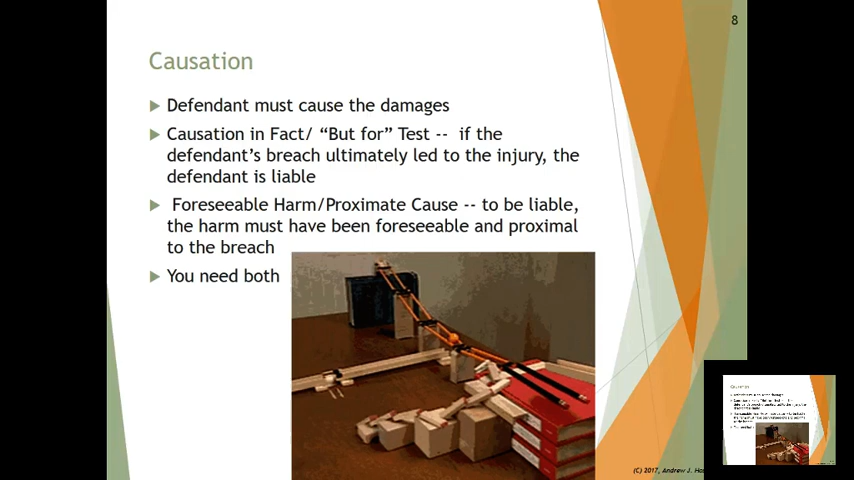 8
Causation
Defendant must cause the damages
Causation in Fact/ “But for” Test -- if the
defendant’s breach ultimately led to the injury, the
defendant is liable
Foreseeable Harm/Proximate Cause -- to be liable,
the harm must have been foreseeable and proximal
to the breach
You need both
(C) 2017, Andrew J.
Causation